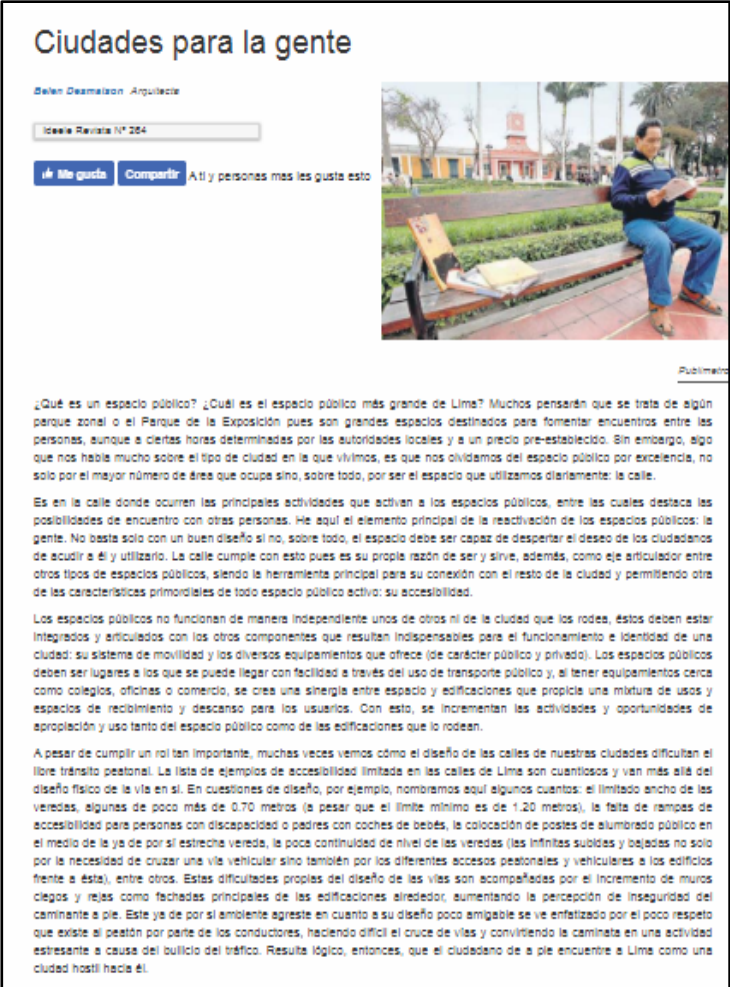 Ciudades para la gente
Belen Desmaison Arquitecta
Ideele Revista N° 264
Me gusta Compartir A ti y personas mas les gusta esto
Publimetro
¿Qué es un espacio público? ¿Cuál es el espacio público más grande de Lima? Muchos pensarán que se trata de algún
parque zonal o el Parque de la Exposición pues son grandes espacios destinados para fomentar encuentros entre las
personas, aunque a ciertas horas determinadas por las autoridades locales y a un precio pre-establecido. Sin embargo, algo
que nos habla mucho sobre el tipo de ciudad en la que vivimos, es que nos olvidamos del espacio público por excelencia, no
solo por el mayor número de área que ocupa sino, sobre todo, por ser el espacio que utilizamos diariamente: la calle.
Es en la calle donde ocurren las principales actividades que activan a los espacios públicos, entre las cuales destaca las
posibilidades de encuentro con otras personas. He aquí el elemento principal de la reactivación de los espacios públicos: la
gente. No basta solo con un buen diseño si no, sobre todo, el espacio debe ser capaz de despertar el deseo de los ciudadanos
de acudir a él y utilizarlo. La calle cumple con esto pues es su propia razón de ser y sirve, además, como eje articulador entre
otros tipos de espacios públicos, siendo la herramienta principal para su conexión con el resto de la ciudad y permitiendo otra
de las características primordiales de todo espacio público activo: su accesibilidad.
Los espacios públicos no funcionan de manera independiente unos de otros ni de la ciudad que los rodea, éstos deben estar
integrados y articulados con los otros componentes que resultan indispensables para el funcionamiento e identidad de una
ciudad: su sistema de movilidad y los diversos equipamientos que ofrece (de carácter público y privado). Los espacios públicos
deben ser lugares a los que se puede llegar con facilidad a través del uso de transporte público y, al tener equipamientos cerca
como colegios, oficinas o comercio, se crea una sinergia entre espacio y edificaciones que propicia una mixtura de usos y
espacios de recibimiento y descanso para los usuarios. Con esto, se incrementan las actividades y oportunidades de
apropiación y uso tanto del espacio público como de las edificaciones que lo rodean.
A pesar de cumplir un rol tan importante, muchas veces vemos cómo el diseño de las calles de nuestras ciudades dificultan el
libre tránsito peatonal. La lista de ejemplos de accesibilidad limitada en las calles de Lima son cuantiosos y van más allá del
diseño físico de la vía en sí. En cuestiones de diseño, por ejemplo, nombramos aquí algunos cuantos: el limitado ancho de las
veredas, algunas de poco más de 0.70 metros (a pesar que el límite mínimo es de 1.20 metros), la falta de rampas de
accesibilidad para personas con discapacidad o padres con coches de bebés, la colocación de postes de alumbrado público en
el medio de la ya de por sí estrecha vereda, la poca continuidad de nivel de las veredas (las infinitas subidas y bajadas no solo
por la necesidad de cruzar una vía vehicular sino también por los diferentes accesos peatonales y vehiculares a los edificios
frente a ésta), entre otros. Estas dificultades propias del diseño de las vías son acompañadas por el incremento de muros
ciegos y rejas como fachadas principales de las edificaciones alrededor, aumentando la percepción de inseguridad del
caminante a pie. Este ya de por sí ambiente agreste en cuanto a su diseño poco amigable se ve enfatizado por el poco respeto
que existe al peatón por parte de los conductores, haciendo difícil el cruce de vías y convirtiendo la caminata en una actividad
estresante a causa del bullicio del tráfico. Resulta lógico, entonces, que el ciudadano de a pie encuentre a Lima como una
ciudad hostil hacia él.